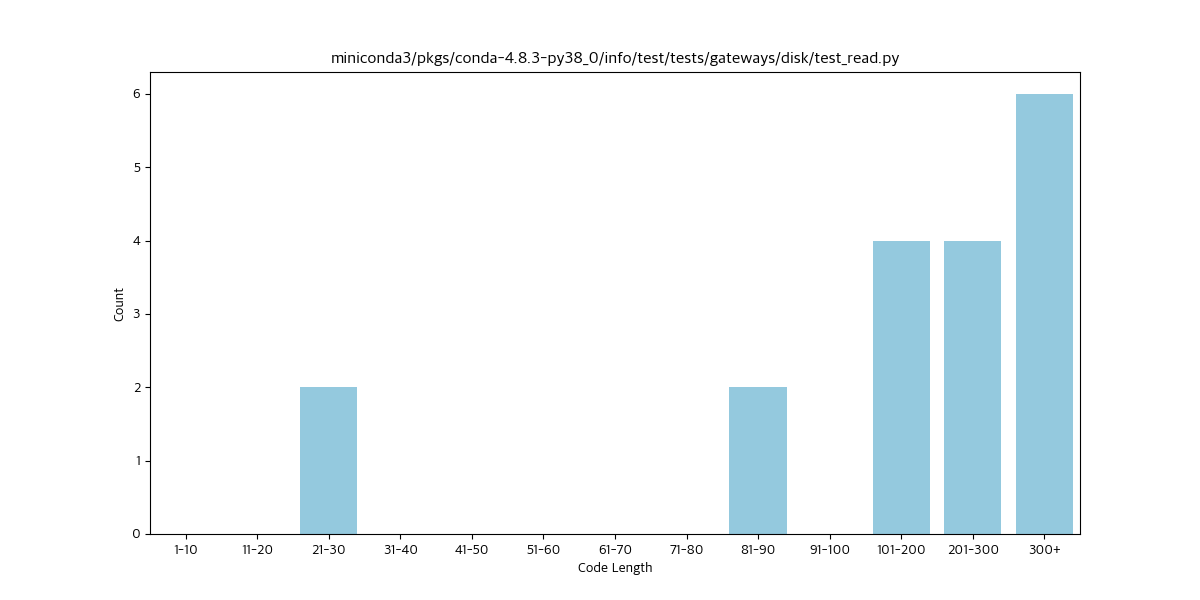 miniconda3/pkgs/conda-4.8.3-py38_0/info/test/tests/gateways/disk/test_read.py
6
5
4
3
2
1
0
Count
1-10 11-20 21-30 31-40 41-50 51-60 61-70 71-80 81-90 91-100 101-200 201-300 300+
Code Length